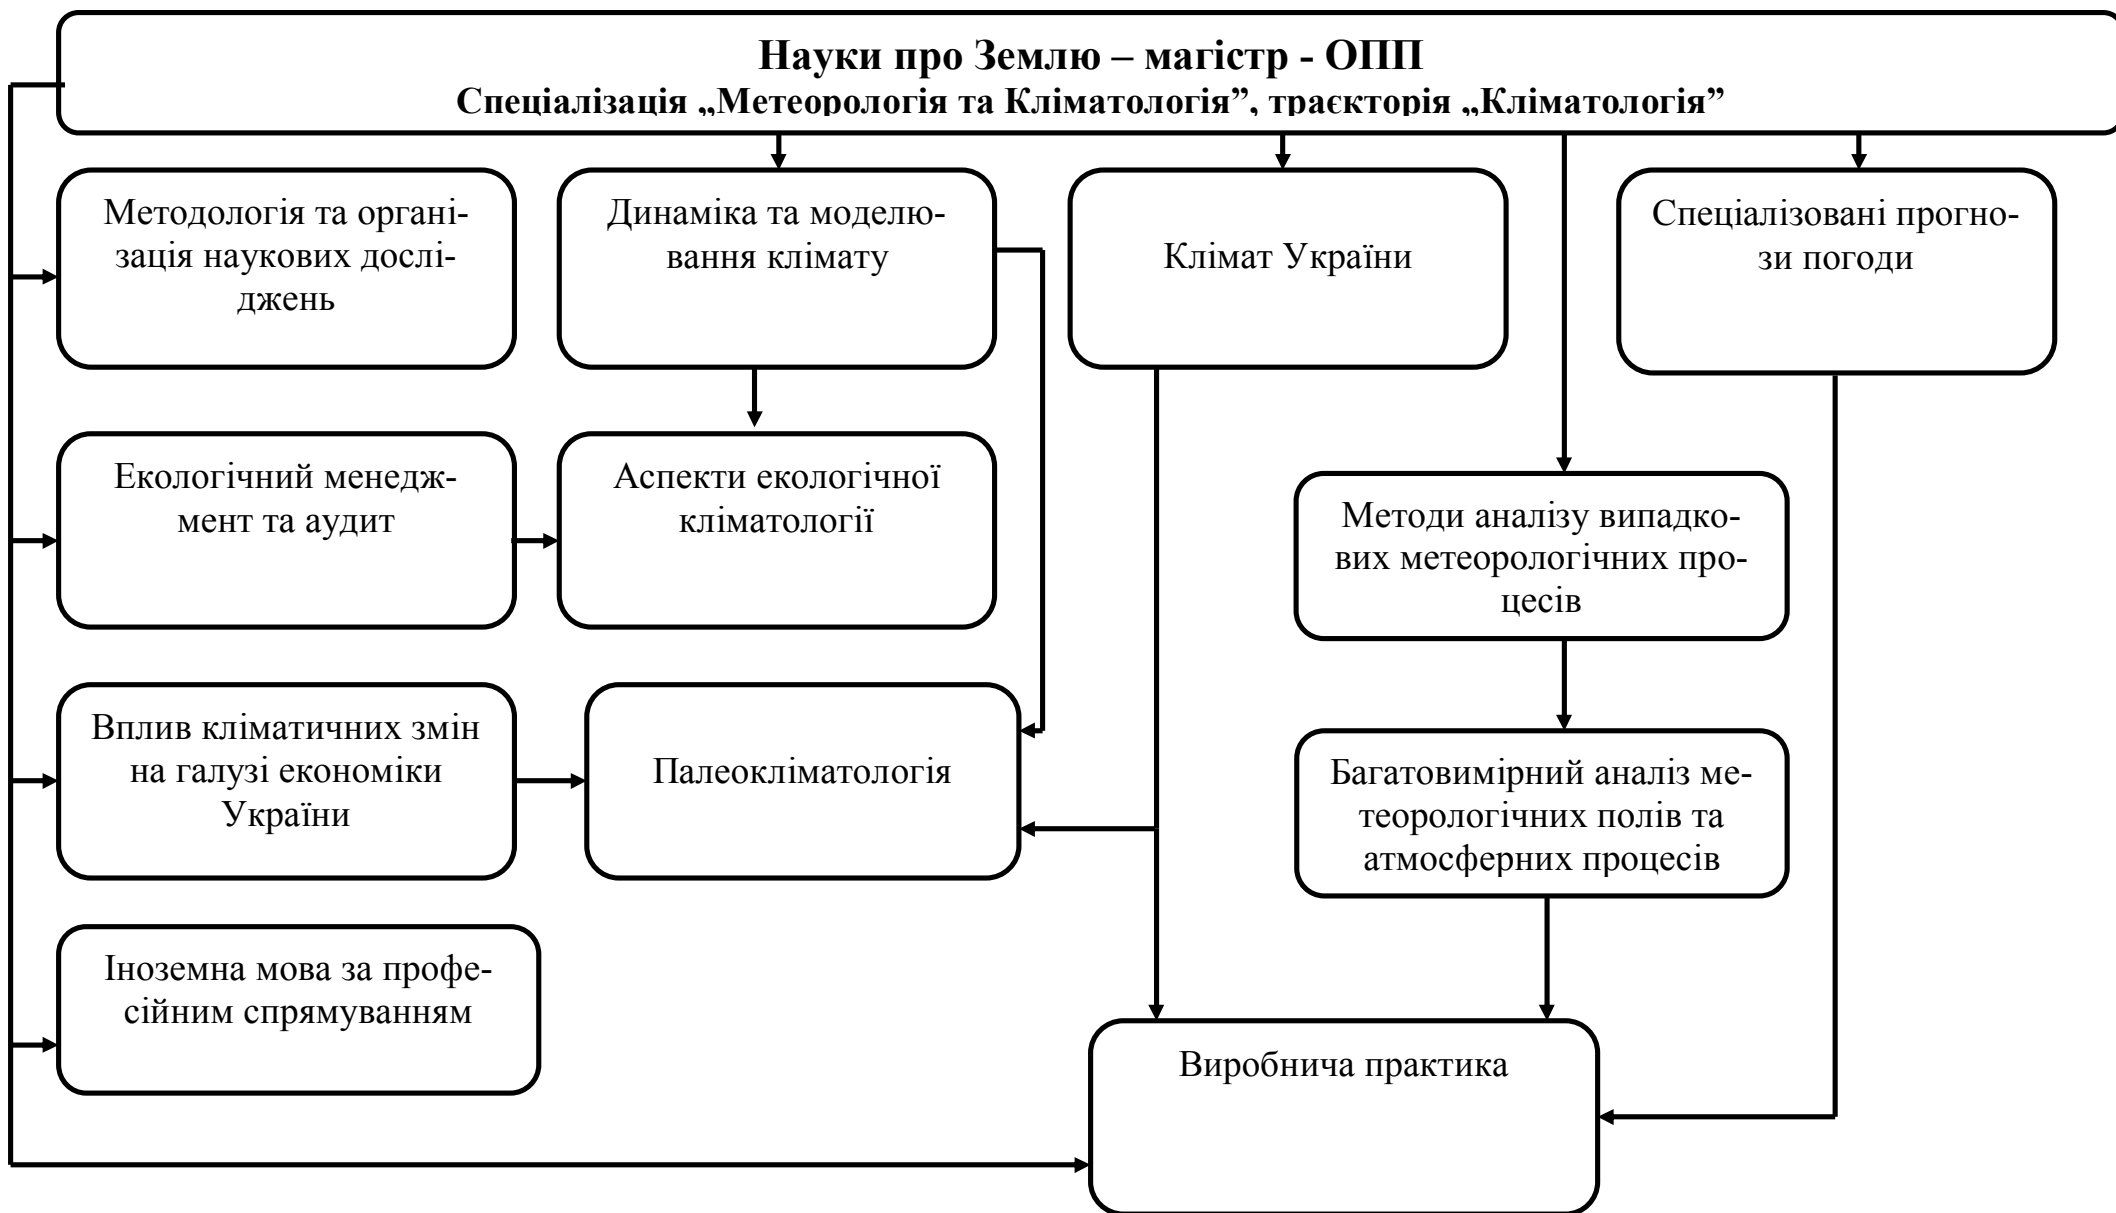 Науки про Землю – магістр - ОПП
Спеціалізація „Метеорологія та Кліматологія”, траєкторія „Кліматологія”
Методологія та органі-
зація наукових дослі-
джень
Динаміка та моделю-
вання клімату
Клімат України
Спеціалізовані прогно-
зи погоди
Екологічний менедж-
мент та аудит
Аспекти екологічної
кліматології
Методи аналізу випадко-
вих метеорологічних про-
цесів
Вплив кліматичних змін
на галузі економіки
України
Палеокліматологія
Багатовимірний аналіз ме-
теорологічних полів та
атмосферних процесів
Іноземна мова за профе-
сійним спрямуванням
Виробнича практика